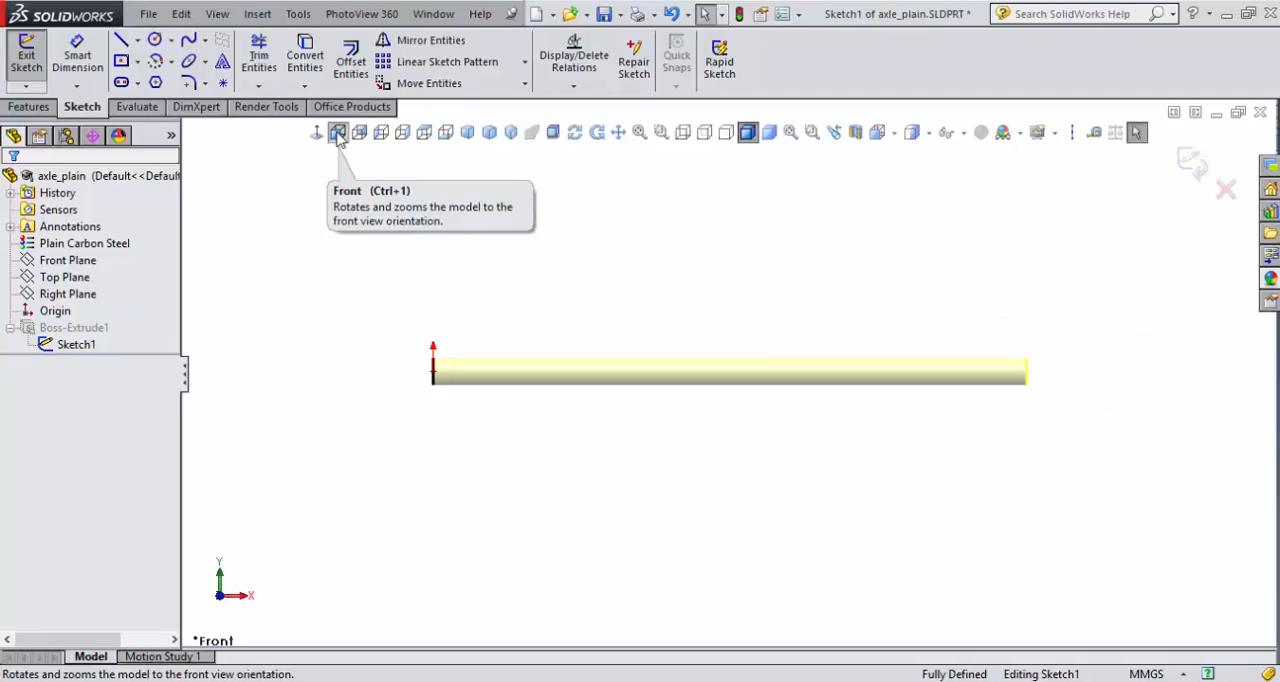 SOLIDWORKS File Edit View Insert Tools PhotoView 360 Window Help Sketch1 of axle_plain.SLDPRT * Search SolidWorks Help
Exit Sketch
Smart Dimension
Trim Entities
Convert Entities
Offset Entities
Mirror Entities
Linear Sketch Pattern
Move Entities
Display/Delete Relations
Repair Sketch
Quick Snaps
Rapid Sketch
Features Sketch Evaluate DimXpert Render Tools Office Products
Front (Ctrl+1)
Rotates and zooms the model to the
front view orientation.
axle_plain (Default<<Default
History
Sensors
Annotations
Plain Carbon Steel
Front Plane
Top Plane
Right Plane
Origin
Boss-Extrude1
Sketch1
Y
X
*Front
Model Motion Study 1
Rotates and zooms the model to the front view orientation. Fully Defined Editing Sketch1 MMGS